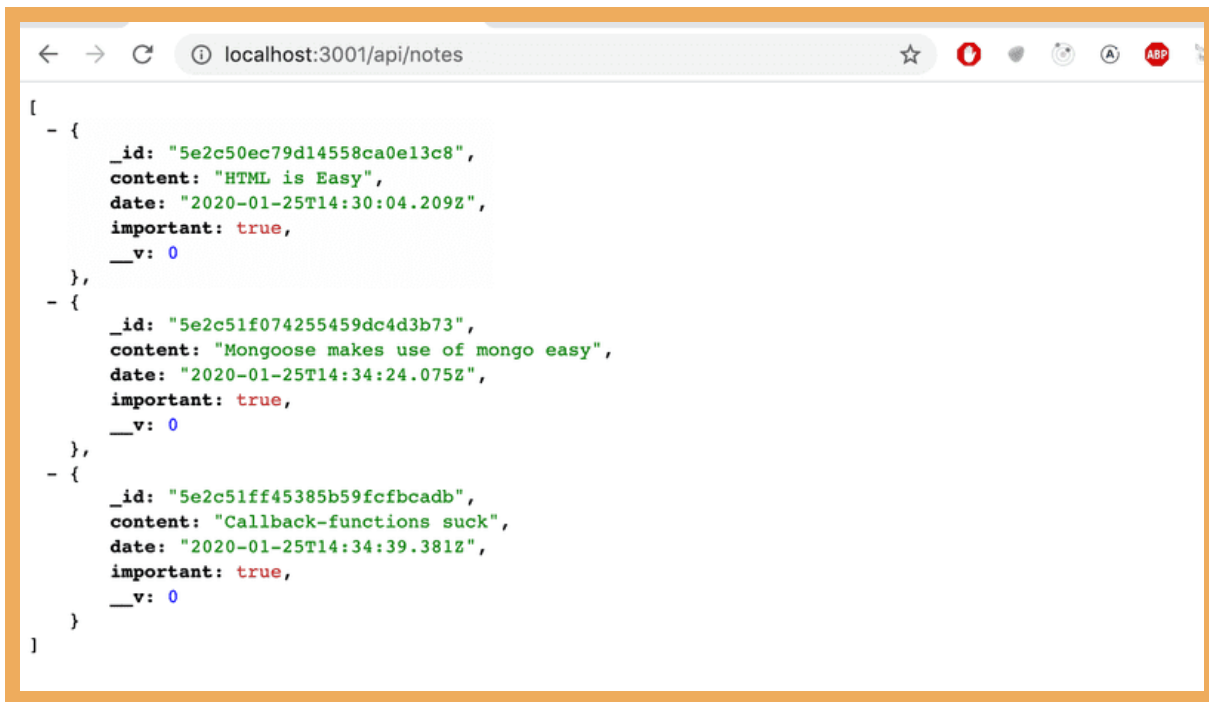 localhost:3001/api/notes
A
ABP
[
- {
_id: "5e2c50ec79d14558ca0e13c8",
content: "HTML is Easy",
date: "2020-01-25T14:30:04.209Z",
important: true,
__v: 0
},
- {
_id: "5e2c51f074255459dc4d3b73",
content: "Mongoose makes use of mongo easy",
date: "2020-01-25T14:34:24.075Z",
important: true,
__v: 0
},
- {
_id: "5e2c51ff45385b59fcfbcadb",
content: "Callback-functions suck",
date: "2020-01-25T14:34:39.381Z",
important: true,
__v: 0
}
]